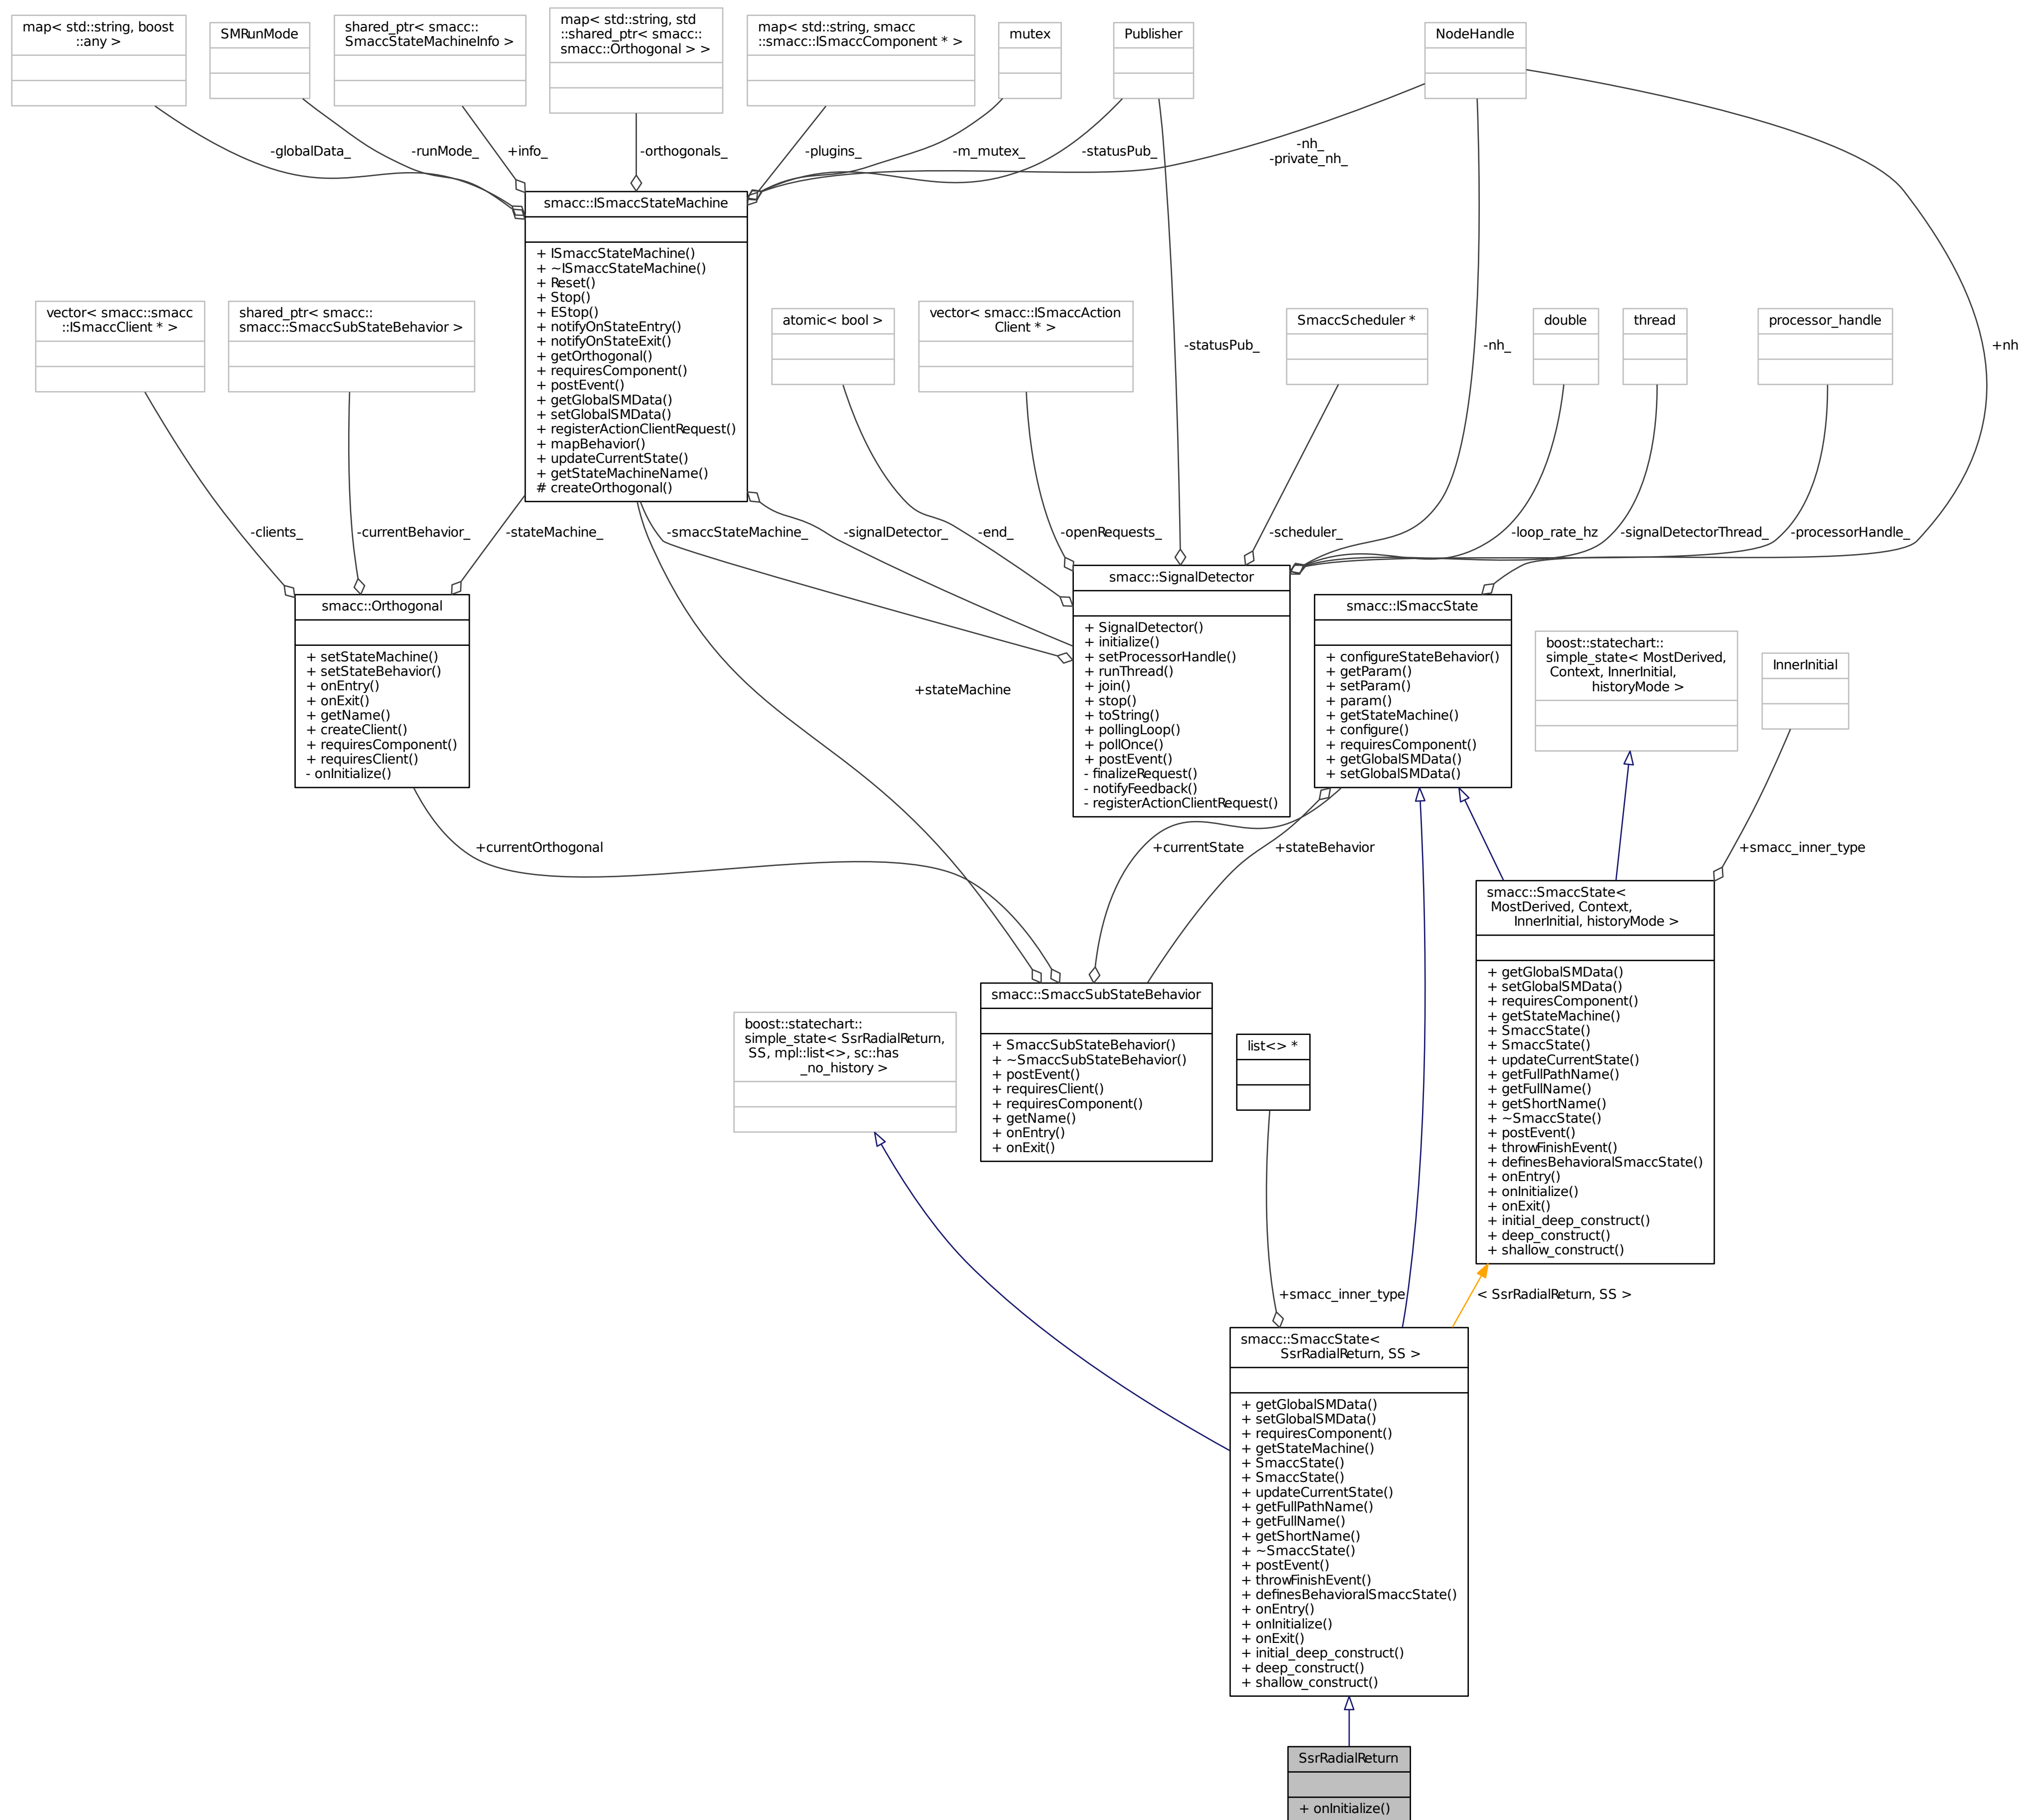 map< std::string, boost
::any >
SMRunMode
shared_ptr< smacc::
SmaccStateMachineInfo >
map< std::string, std
::shared_ptr< smacc::
smacc::Orthogonal > >
map< std::string, smacc
::smacc::ISmaccComponent * >
mutex
Publisher
NodeHandle
-globalData_
-runMode_
+info_
-orthogonals_
-plugins_
-m_mutex_
-statusPub_
-nh_
-private_nh_
smacc::ISmaccStateMachine
+ ISmaccStateMachine()
+ ~ISmaccStateMachine()
+ Reset()
+ Stop()
+ EStop()
+ notifyOnStateEntry()
+ notifyOnStateExit()
+ getOrthogonal()
+ requiresComponent()
+ postEvent()
+ getGlobalSMData()
+ setGlobalSMData()
+ registerActionClientRequest()
+ mapBehavior()
+ updateCurrentState()
+ getStateMachineName()
# createOrthogonal()
vector< smacc::smacc
::ISmaccClient * >
shared_ptr< smacc::
smacc::SmaccSubStateBehavior >
atomic< bool >
vector< smacc::ISmaccAction
Client * >
-statusPub_
SmaccScheduler *
-nh_
double
thread
processor_handle
+nh
-clients_
-currentBehavior_
-stateMachine_
-smaccStateMachine_
-signalDetector_
-end_
-openRequests_
-scheduler_
-loop_rate_hz
-signalDetectorThread_
-processorHandle_
smacc::Orthogonal
+ setStateMachine()
+ setStateBehavior()
+ onEntry()
+ onExit()
+ getName()
+ createClient()
+ requiresComponent()
+ requiresClient()
- onInitialize()
smacc::SignalDetector
+ SignalDetector()
+ initialize()
+ setProcessorHandle()
+ runThread()
+ join()
+ stop()
+ toString()
+ pollingLoop()
+ pollOnce()
+ postEvent()
- finalizeRequest()
- notifyFeedback()
- registerActionClientRequest()
smacc::ISmaccState
+ configureStateBehavior()
+ getParam()
+ setParam()
+ param()
+ getStateMachine()
+ configure()
+ requiresComponent()
+ getGlobalSMData()
+ setGlobalSMData()
boost::statechart::
simple_state< MostDerived,
Context, InnerInitial,
historyMode >
InnerInitial
+stateMachine
+currentOrthogonal
+currentState
+stateBehavior
+smacc_inner_type
smacc::SmaccState<
MostDerived, Context,
InnerInitial, historyMode >
+ getGlobalSMData()
+ setGlobalSMData()
+ requiresComponent()
+ getStateMachine()
+ SmaccState()
+ SmaccState()
+ updateCurrentState()
+ getFullPathName()
+ getFullName()
+ getShortName()
+ ~SmaccState()
+ postEvent()
+ throwFinishEvent()
+ definesBehavioralSmaccState()
+ onEntry()
+ onInitialize()
+ onExit()
+ initial_deep_construct()
+ deep_construct()
+ shallow_construct()
smacc::SmaccSubStateBehavior
+ SmaccSubStateBehavior()
+ ~SmaccSubStateBehavior()
+ postEvent()
+ requiresClient()
+ requiresComponent()
+ getName()
+ onEntry()
+ onExit()
boost::statechart::
simple_state< SsrRadialReturn,
SS, mpl::list<>, sc::has
_no_history >
list<> *
+smacc_inner_type
< SsrRadialReturn, SS >
smacc::SmaccState<
SsrRadialReturn, SS >
+ getGlobalSMData()
+ setGlobalSMData()
+ requiresComponent()
+ getStateMachine()
+ SmaccState()
+ SmaccState()
+ updateCurrentState()
+ getFullPathName()
+ getFullName()
+ getShortName()
+ ~SmaccState()
+ postEvent()
+ throwFinishEvent()
+ definesBehavioralSmaccState()
+ onEntry()
+ onInitialize()
+ onExit()
+ initial_deep_construct()
+ deep_construct()
+ shallow_construct()
SsrRadialReturn
+ onInitialize()